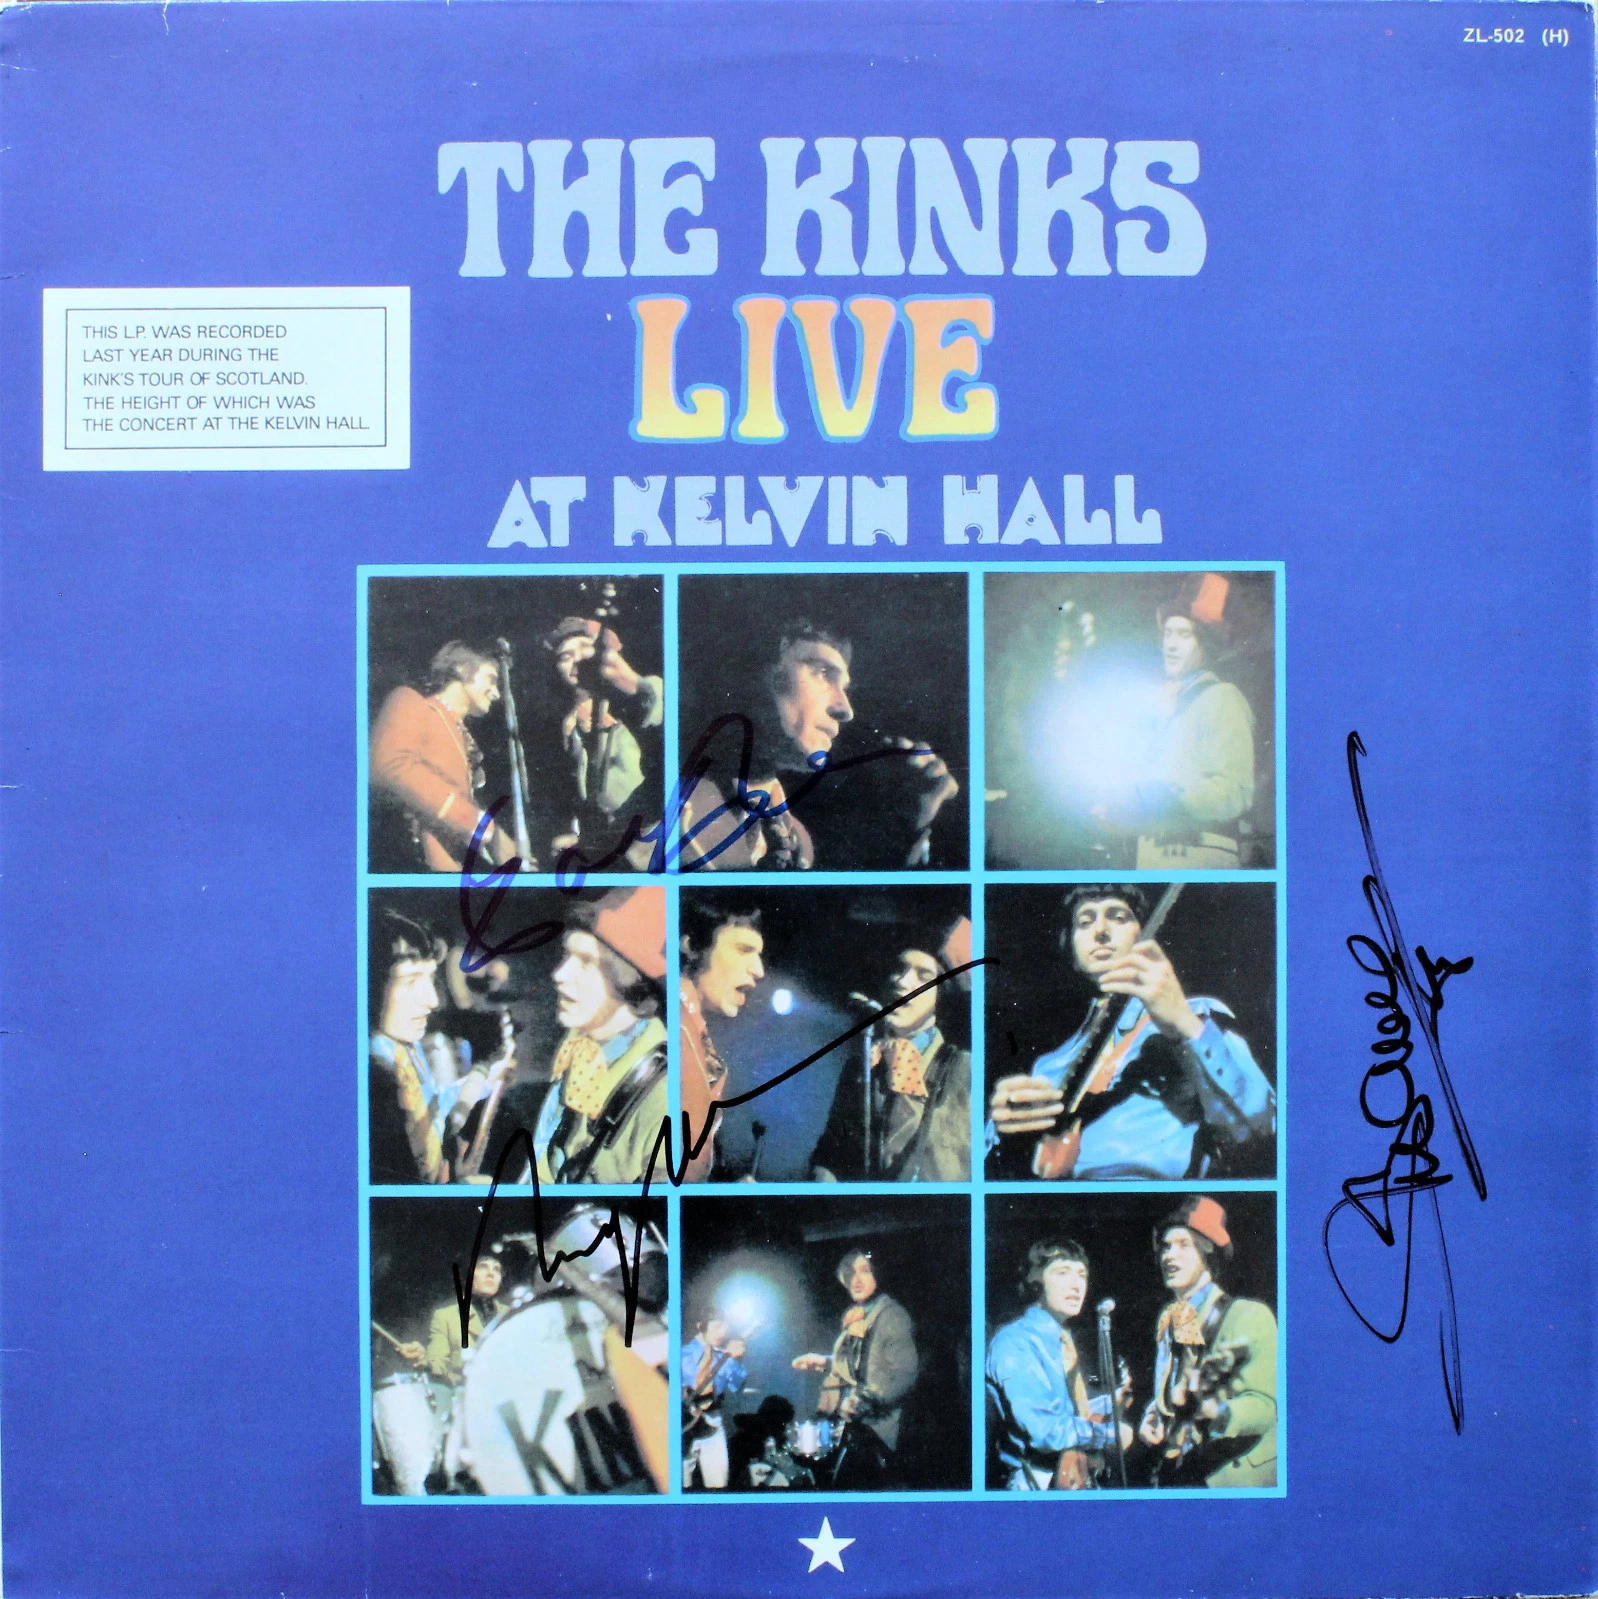 ZL-502 (H)
THE KINKS
LIVE
AT KELVIN HALL
THIS L.P. WAS RECORDED
LAST YEAR DURING THE
KINK'S TOUR OF SCOTLAND.
THE HEIGHT OF WHICH WAS
THE CONCERT AT THE KELVIN HALL
KIN